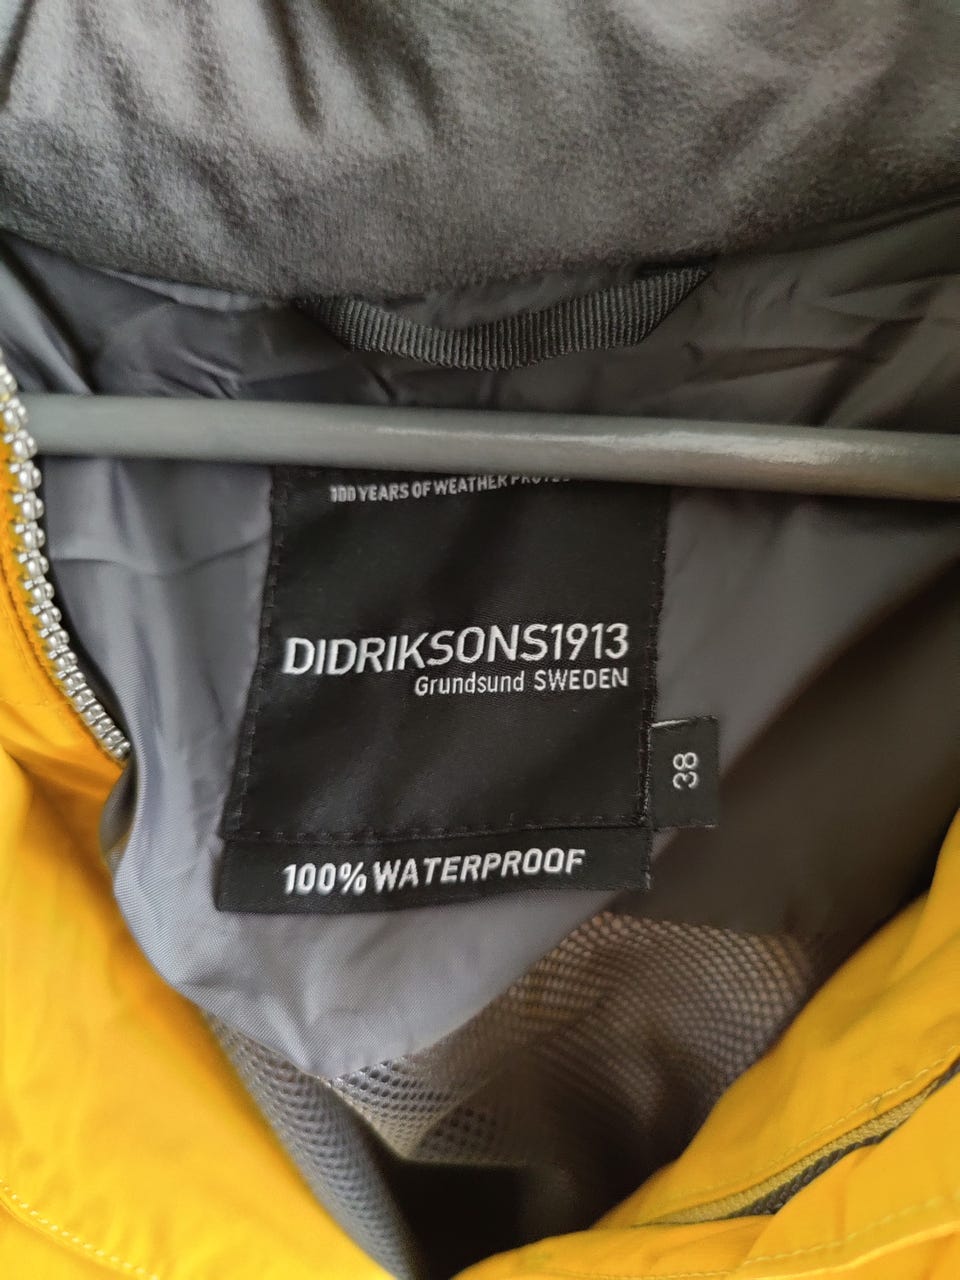 100 YEARS OF WEATHER
DIDRIKSONS1913
Grundsund SWEDEN
38
100% WATERPROOF